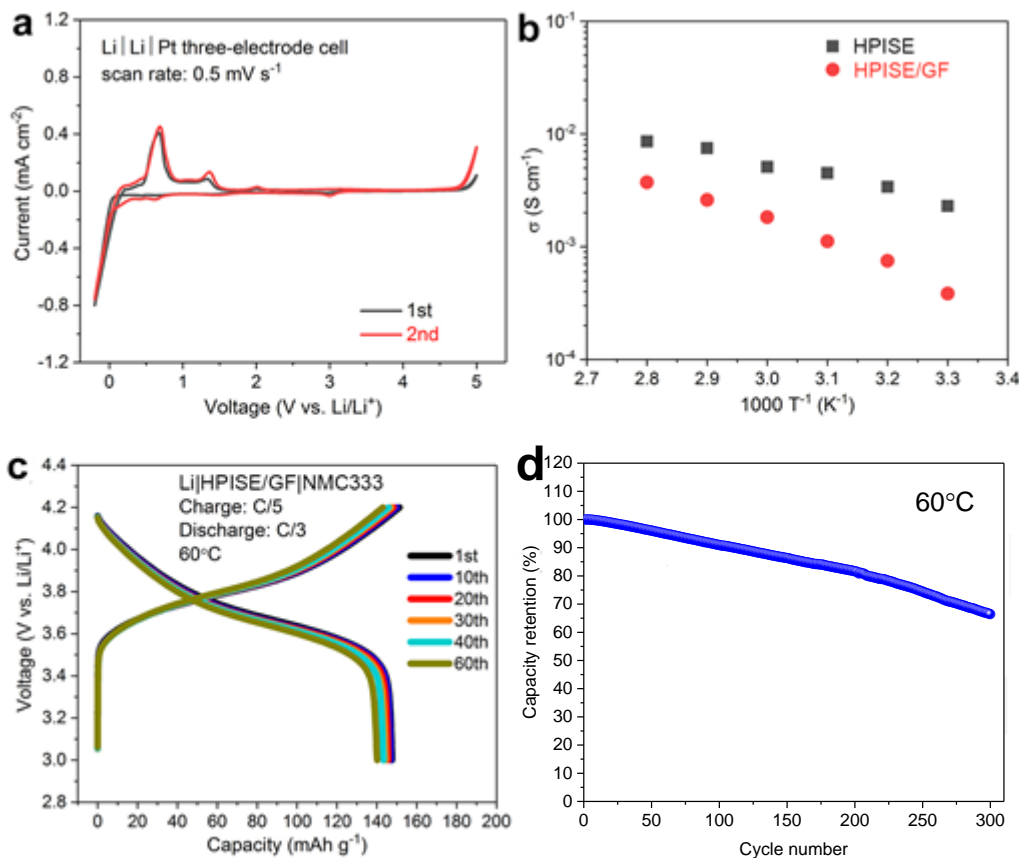 a
1.2
0.8
0.4
0.0
-0.4
-0.8
-1.2
Current (mA cm⁻²)
Li|Li|Pt three-electrode cell
scan rate: 0.5 mV s⁻¹
1st
2nd
0 1 2 3 4 5
Voltage (V vs. Li/Li⁺)
b
10⁻¹
10⁻²
10⁻³
10⁻⁴
σ (S cm⁻¹)
HPISE
HPISE/GF
2.7 2.8 2.9 3.0 3.1 3.2 3.3 3.4
1000 T⁻¹ (K⁻¹)
c
4.4
4.2
4.0
3.8
3.6
3.4
3.2
3.0
2.8
Voltage (V vs. Li/Li⁺)
Li|HPISE/GF|NMC333
Charge: C/5
Discharge: C/3
60°C
1st
10th
20th
30th
40th
60th
0 20 40 60 80 100 120 140 160 180 200
Capacity (mAh g⁻¹)
d
120
110
100
90
80
70
60
50
40
30
20
10
0
Capacity retention (%)
60°C
0 50 100 150 200 250 300
Cycle number